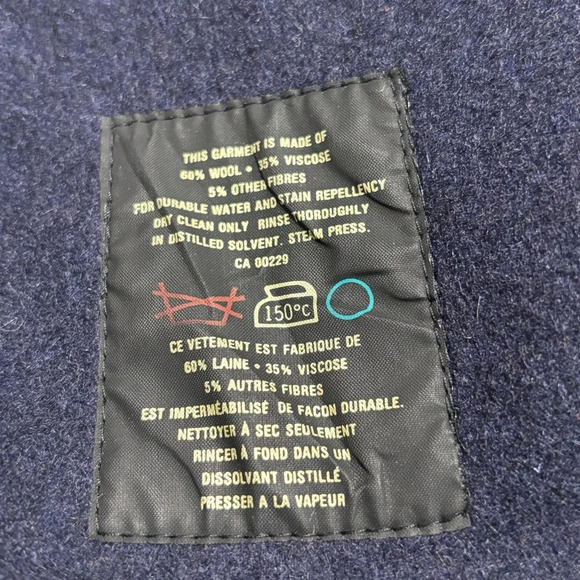 THIS GARMENT IS MADE OF
60% WOOL • 35% VISCOSE
5% OTHER FIBRES
FOR DURABLE WATER AND STAIN REPELLENCY
DRY CLEAN ONLY RINSE THOROUGHLY
IN DISTILLED SOLVENT. STEAM PRESS.
CA 00229
150°C
CE VETEMENT EST FABRIQUE DE
60% LAINE • 35% VISCOSE
5% AUTRES FIBRES
EST IMPERMÉABILISÉ DE FACON DURABLE.
NETTOYER À SEC SEULEMENT
RINCER À FOND DANS UN
DISSOLVANT DISTILLÉ
PRESSER A LA VAPEUR